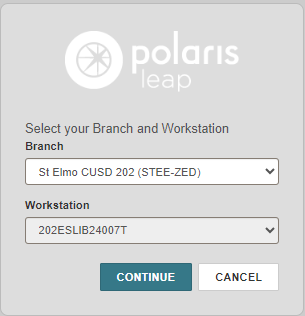 polaris
leap
Select your Branch and Workstation
Branch
St Elmo CUSD 202 (STEE-ZED)
Workstation
202ESLIB24007T
CONTINUE
CANCEL